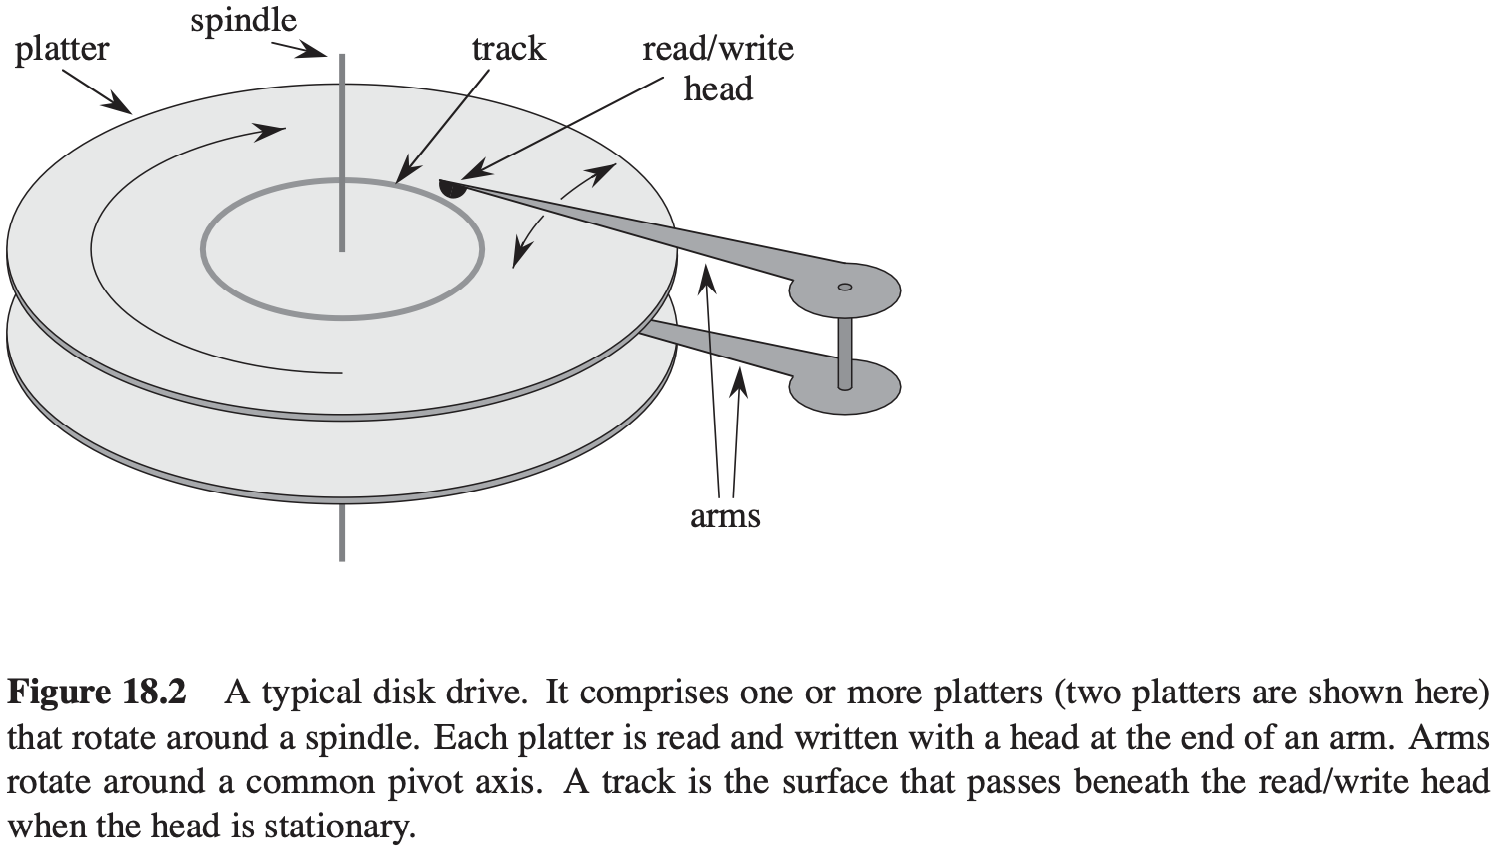 spindle
platter
track
read/write
head
arms
Figure 18.2 A typical disk drive. It comprises one or more platters (two platters are shown here)
that rotate around a spindle. Each platter is read and written with a head at the end of an arm. Arms
rotate around a common pivot axis. A track is the surface that passes beneath the read/write head
when the head is stationary.